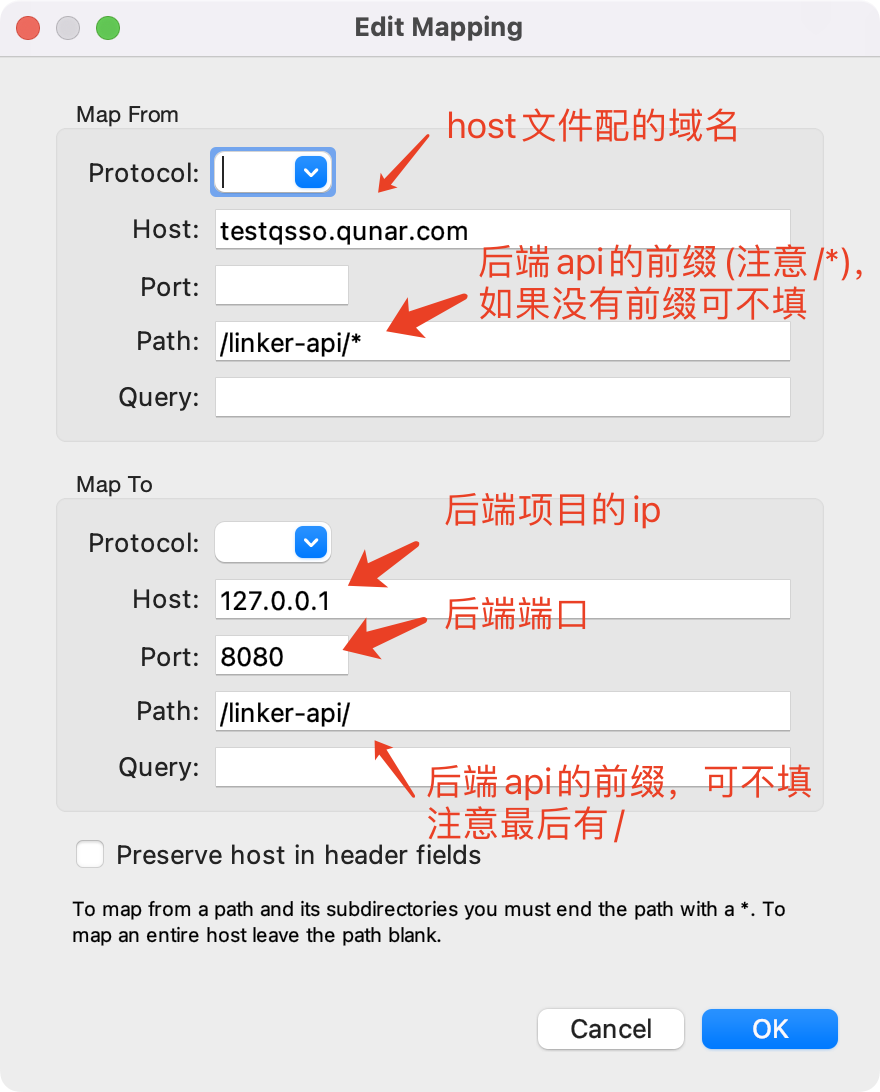 Edit Mapping
Map From
host文件配的域名
Protocol:
Host: testqsso.qunar.com
后端api的前缀(注意/*),
如果没有前缀可不填
Port:
Path: /linker-api/*
Query:
Map To
后端项目的ip
Protocol:
Host: 127.0.0.1
后端端口
Port: 8080
Path: /linker-api/
Query:
后端api的前缀，可不填
注意最后有/
Preserve host in header fields
To map from a path and its subdirectories you must end the path with a *. To
map an entire host leave the path blank.
Cancel
OK